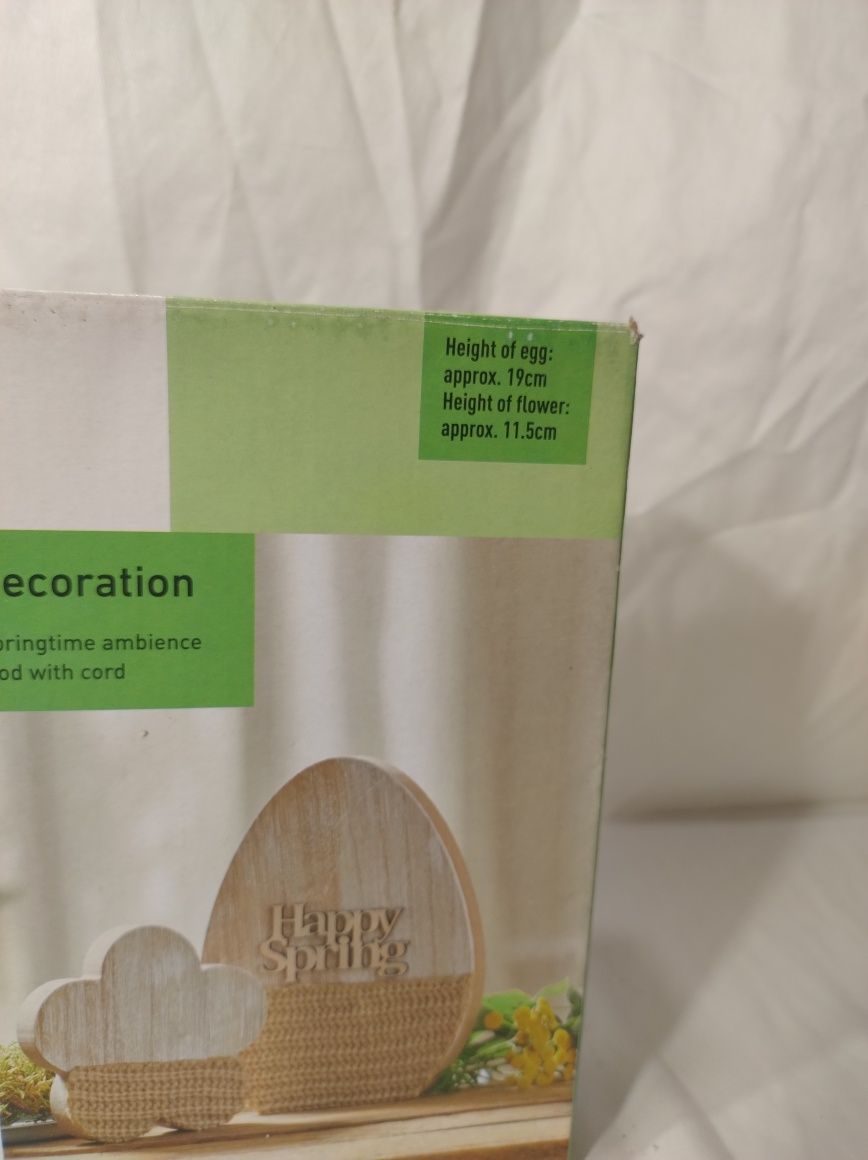 Height of egg:
approx. 19cm
Height of flower:
approx. 11.5cm
ecoration
pringtime ambience
od with cord
Happy
Spring